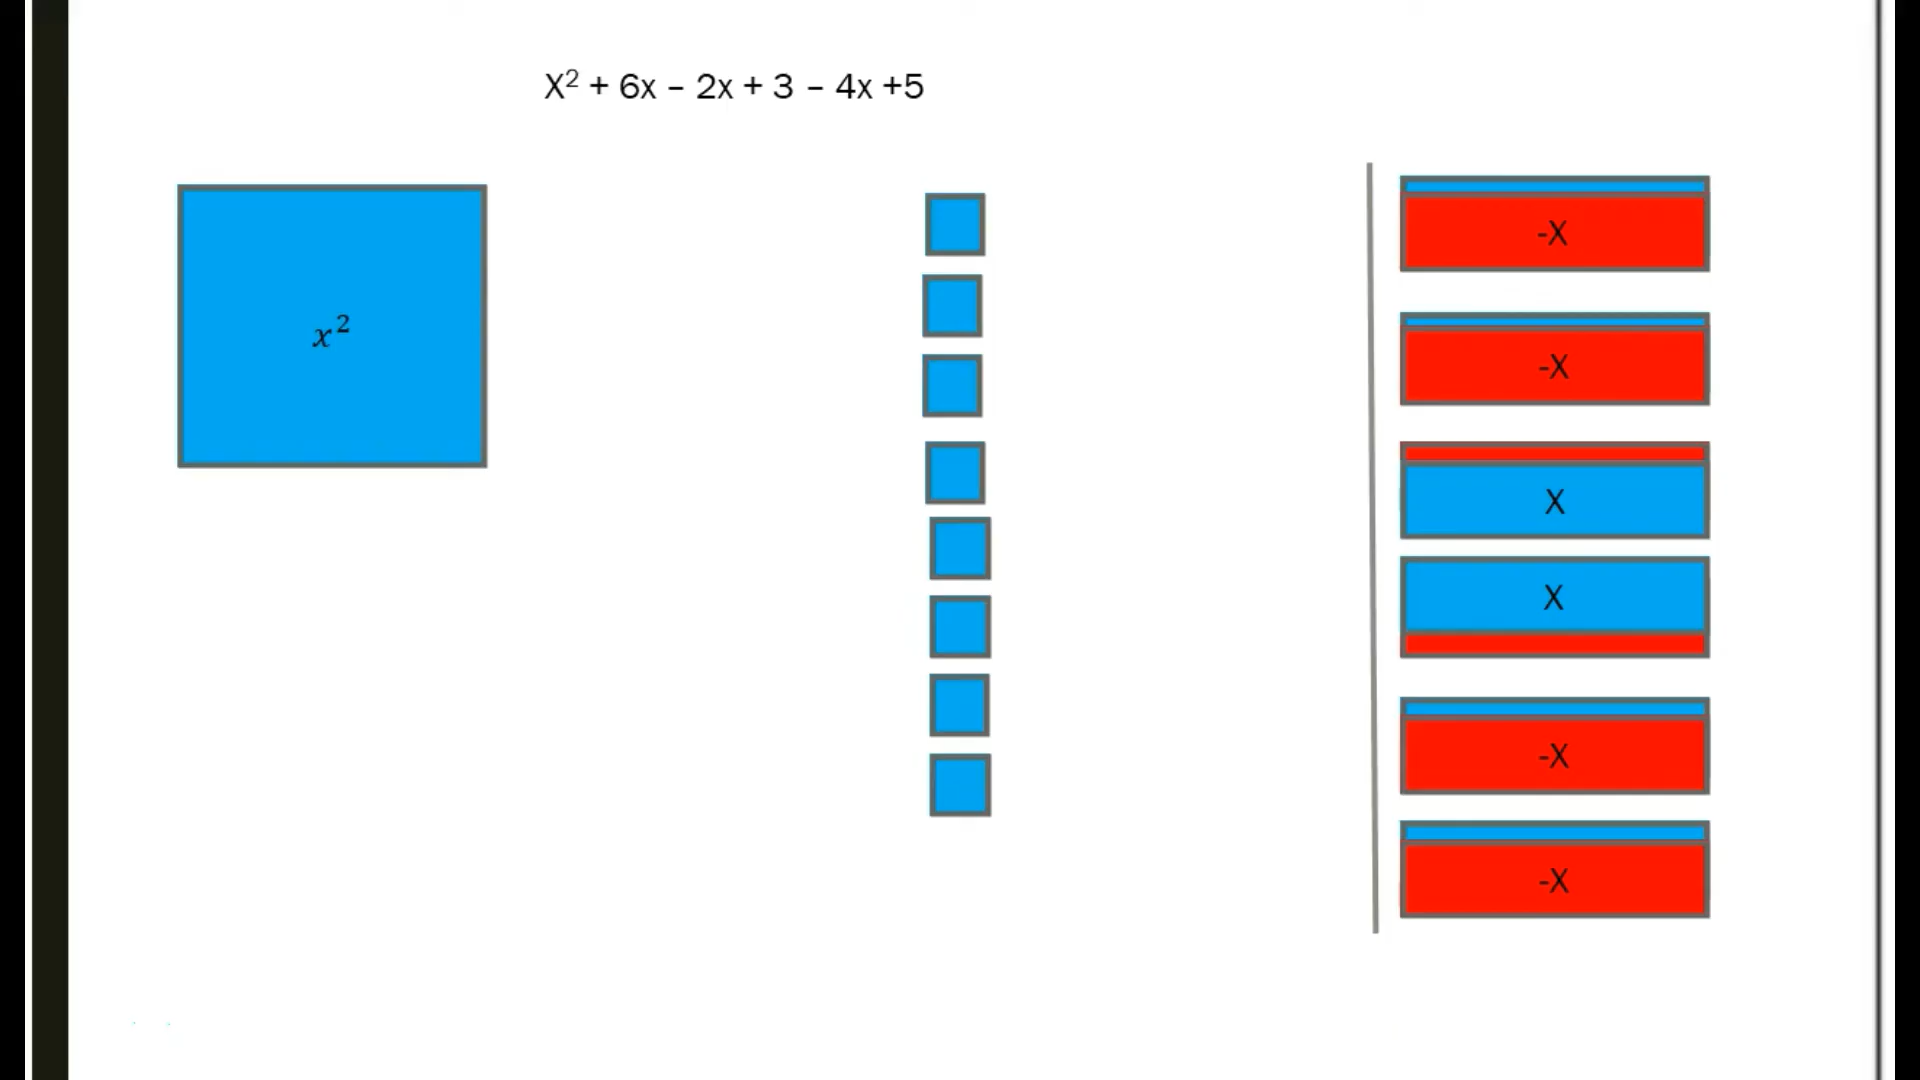 X² + 6x – 2x + 3 – 4x +5
x²
-X
-X
X
X
-X
-X